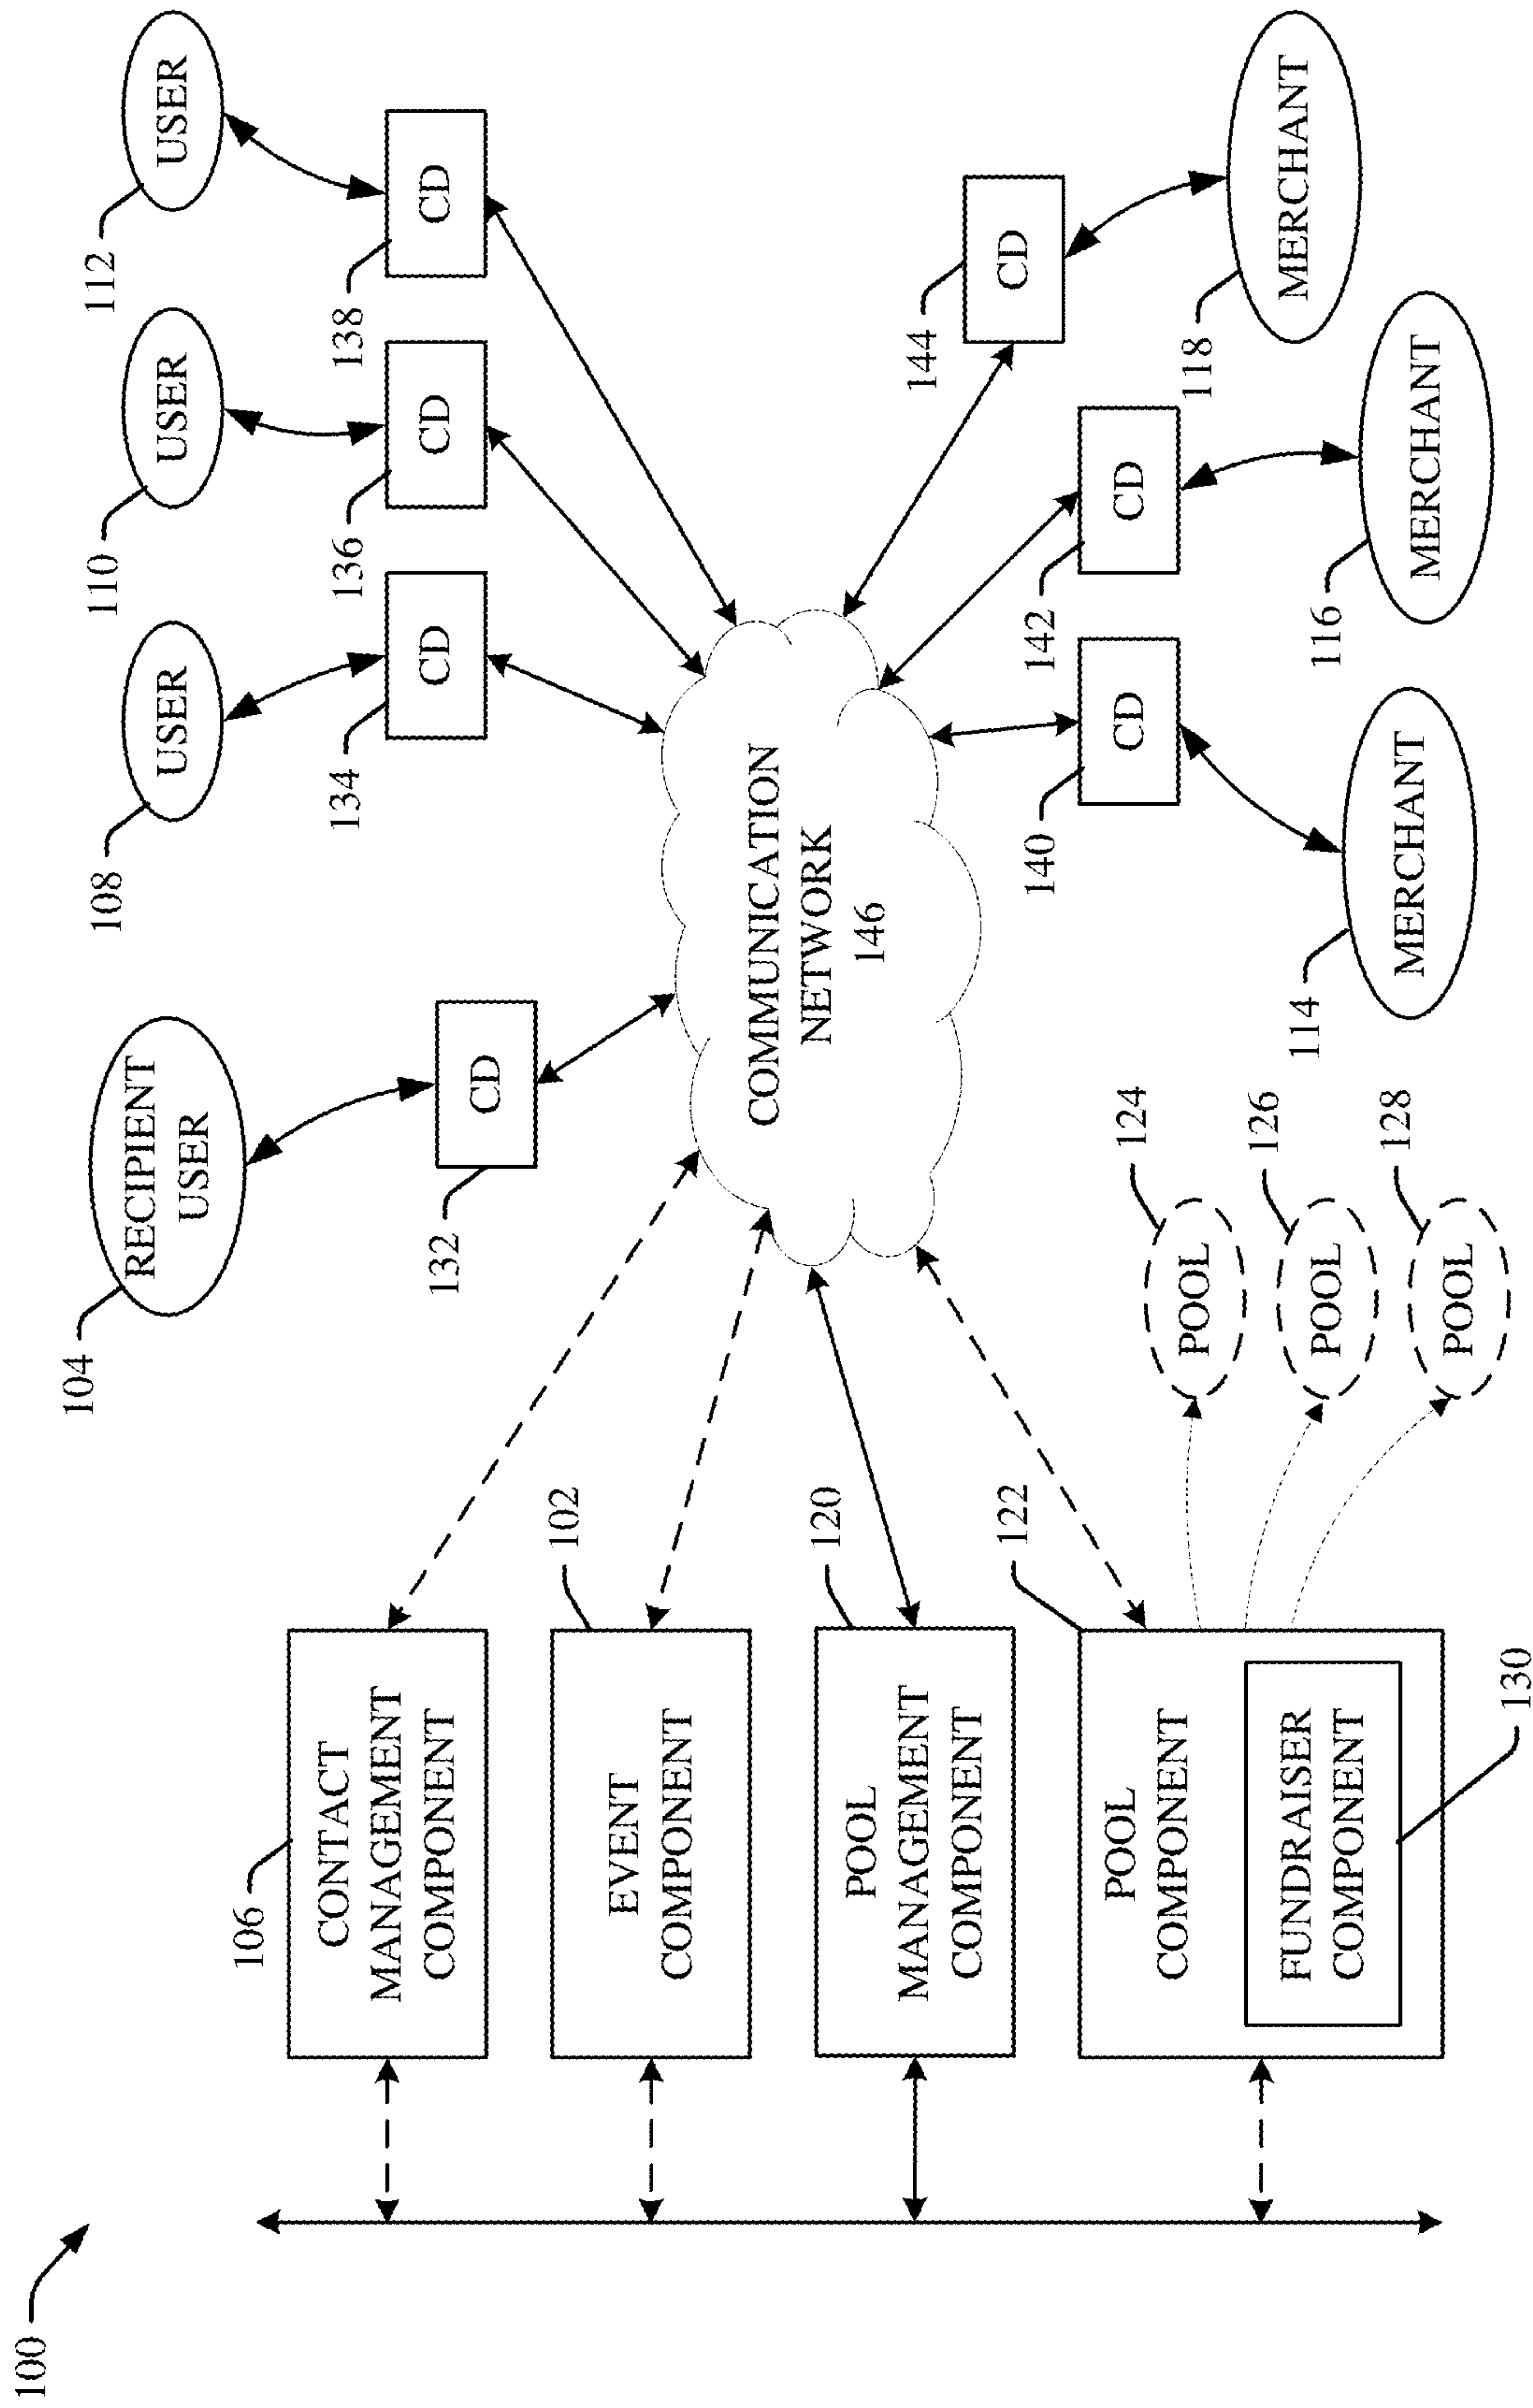 100
104
RECIPIENT
USER
108
USER
110
USER
112
USER
132
CD
134
CD
136
CD
138
CD
106
CONTACT
MANAGEMENT
COMPONENT
102
EVENT
COMPONENT
120
POOL
MANAGEMENT
COMPONENT
122
POOL
COMPONENT
FUNDRAISER
COMPONENT
130
COMMUNICATION
NETWORK
146
124
POOL
126
POOL
128
POOL
140
CD
142
CD
144
CD
114
MERCHANT
116
MERCHANT
118
MERCHANT